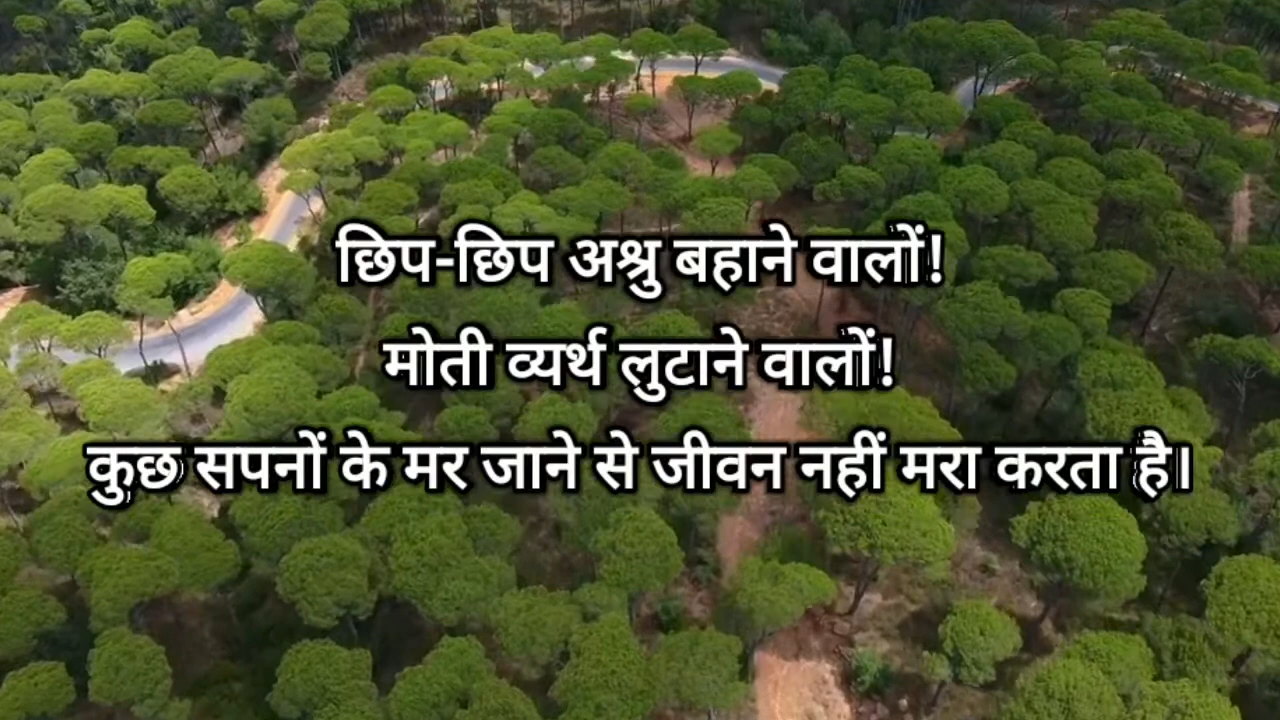 छिप-छिप अश्रु बहाने वालों!
मोती व्यर्थ लुटाने वालों!
कुछ सपनों के मर जाने से जीवन नहीं मरा करता है।